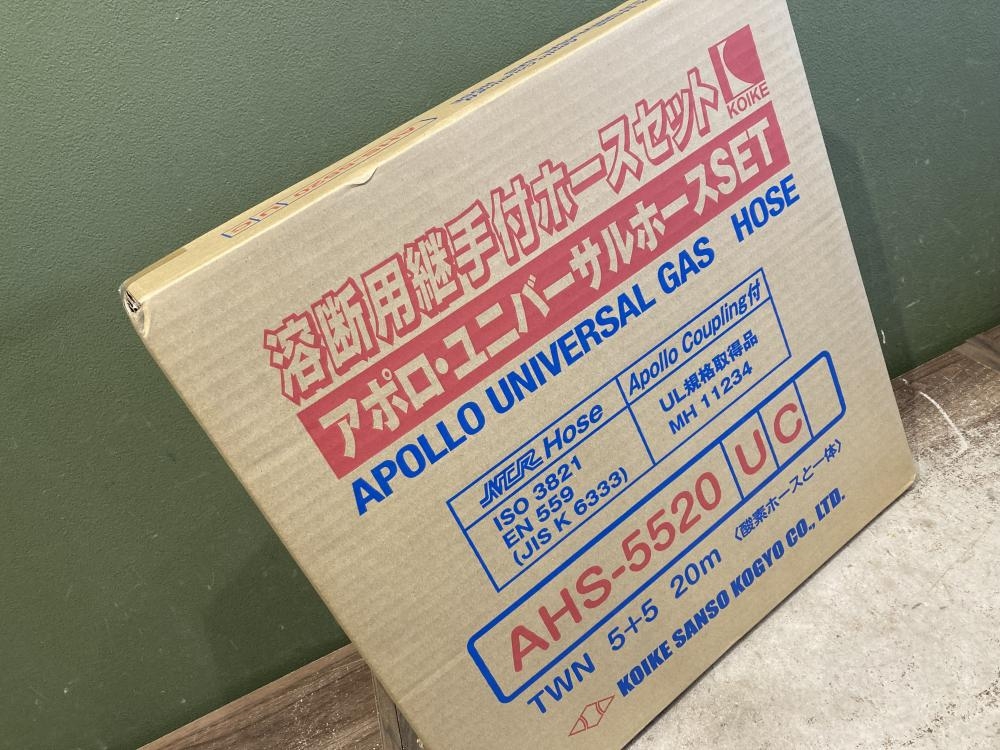 KOIKE
溶断用継手付ホースセット
アポロ・ユニバーサルホースSET
APOLLO UNIVERSAL GAS HOSE
NCR Hose
Apollo Coupling付
ISO 3821
EN 559
(JIS K 6333)
UL規格取得品
MH 11234
AHS-5520 U C
TWN 5+5 20m 〈酸素ホースと一体〉
KOIKE SANSO KOGYO CO., LTD.